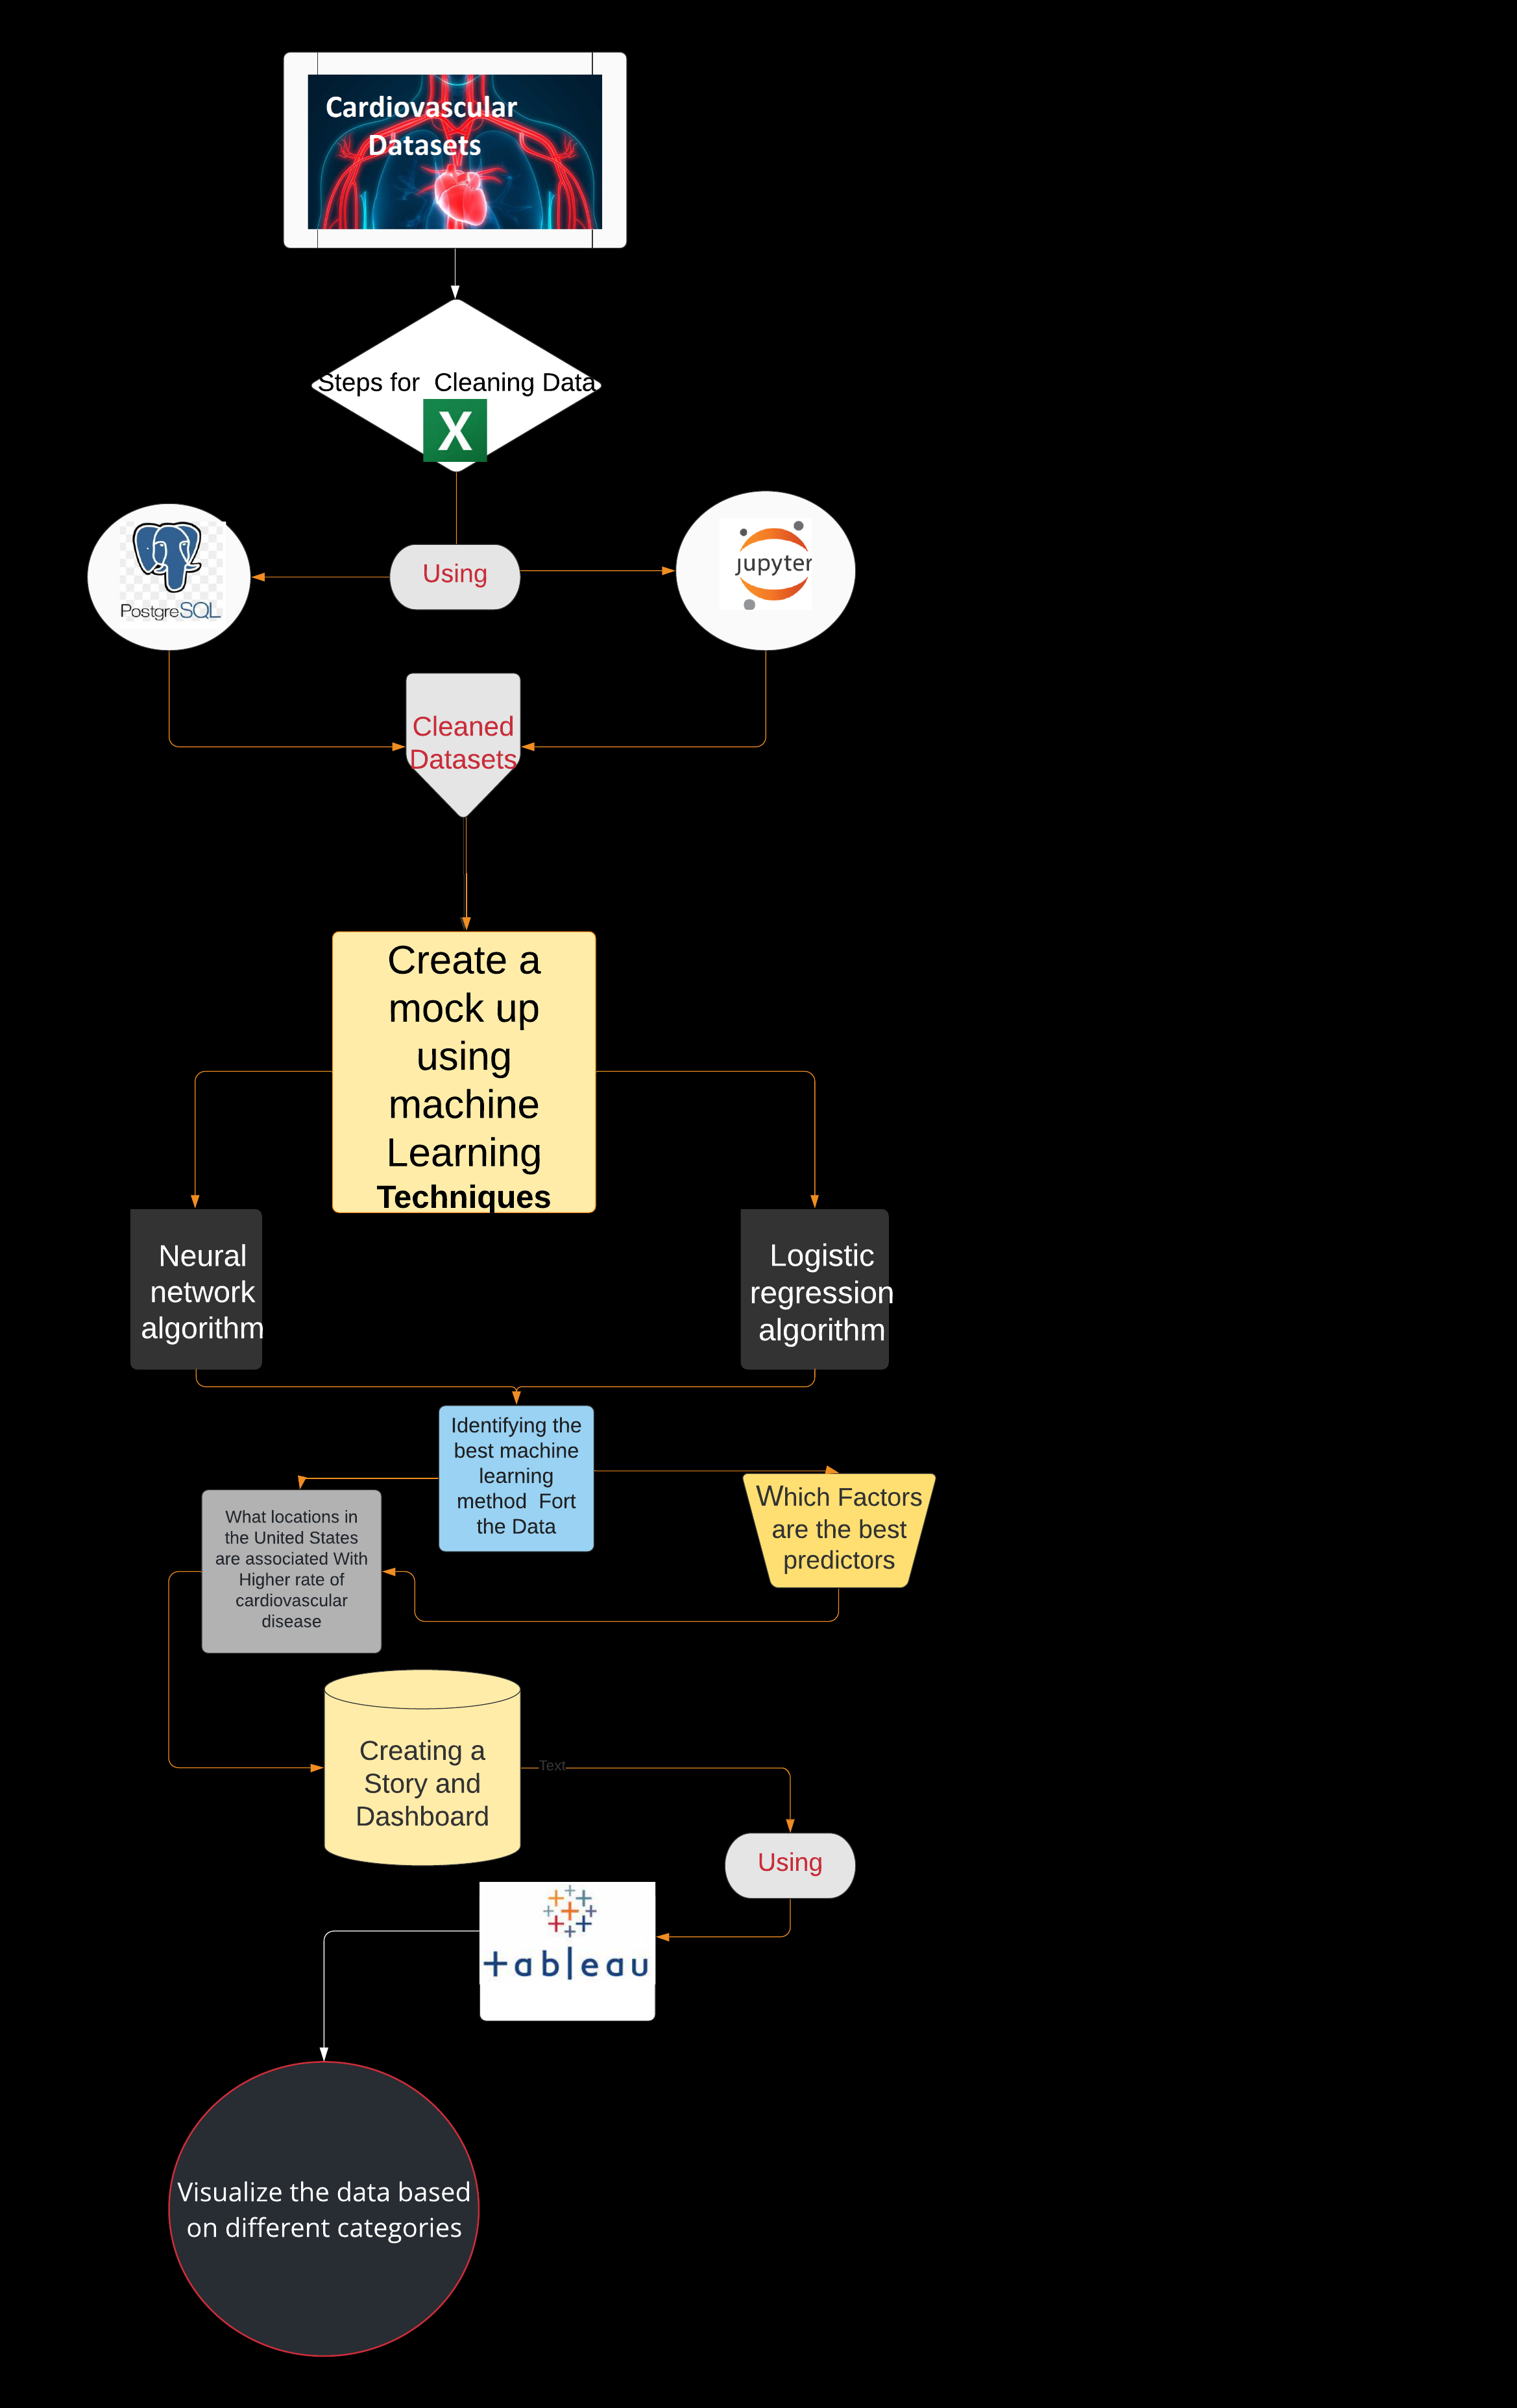 Cardiovascular
Datasets
Steps for  Cleaning Data
X
PostgreSQL
Using
jupyter
Cleaned
Datasets
Create a
mock up
using
machine
Learning
Techniques
Neural
network
algorithm
Logistic
regression
algorithm
Identifying the
best machine
learning
method  Fort
the Data
What locations in
the United States
are associated With
Higher rate of
cardiovascular
disease
Which Factors
are the best
predictors
Creating a
Story and
Dashboard
Text
Using
+ableau
Visualize the data based
on different categories